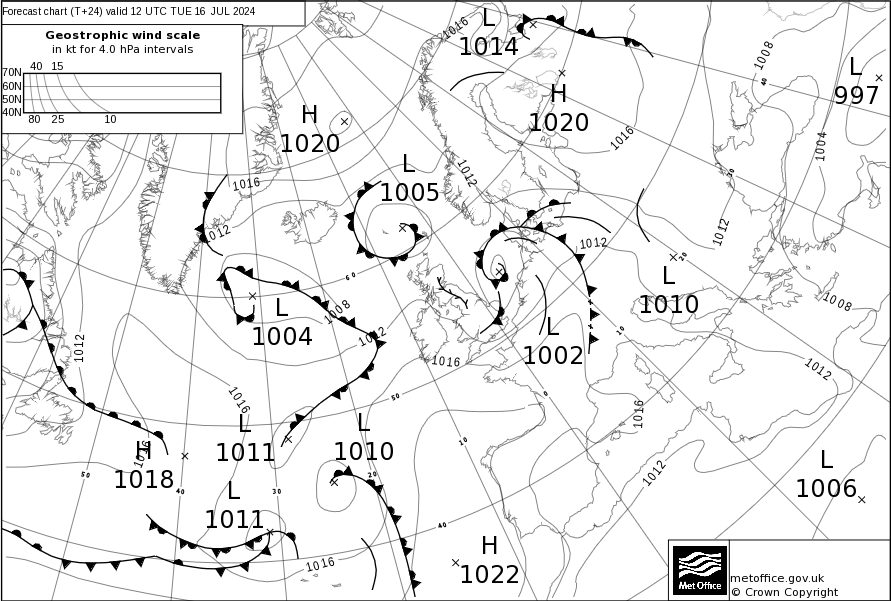 Forecast chart (T+24) valid 12 UTC TUE 16 JUL 2024
Geostrophic wind scale
in kt for 4.0 hPa intervals
40 15
70N
60N
50N
40N
80 25 10
L
1014
1016
H
1020
L
997
1008
40
1004
H
1020
1016
30
L
1005
1012
1016
1012
1012
1012
L
1010
20
60
L
1004
1008
1012
1016
L
1002
10
1008
1012
1012
1016
50
0
1016
1016
L
1011
L
1010
10
H
1018
1016
50
40
30
20
L
1011
40
1012
L
1006
H
1022
1016
Met Office
metoffice.gov.uk
© Crown Copyright